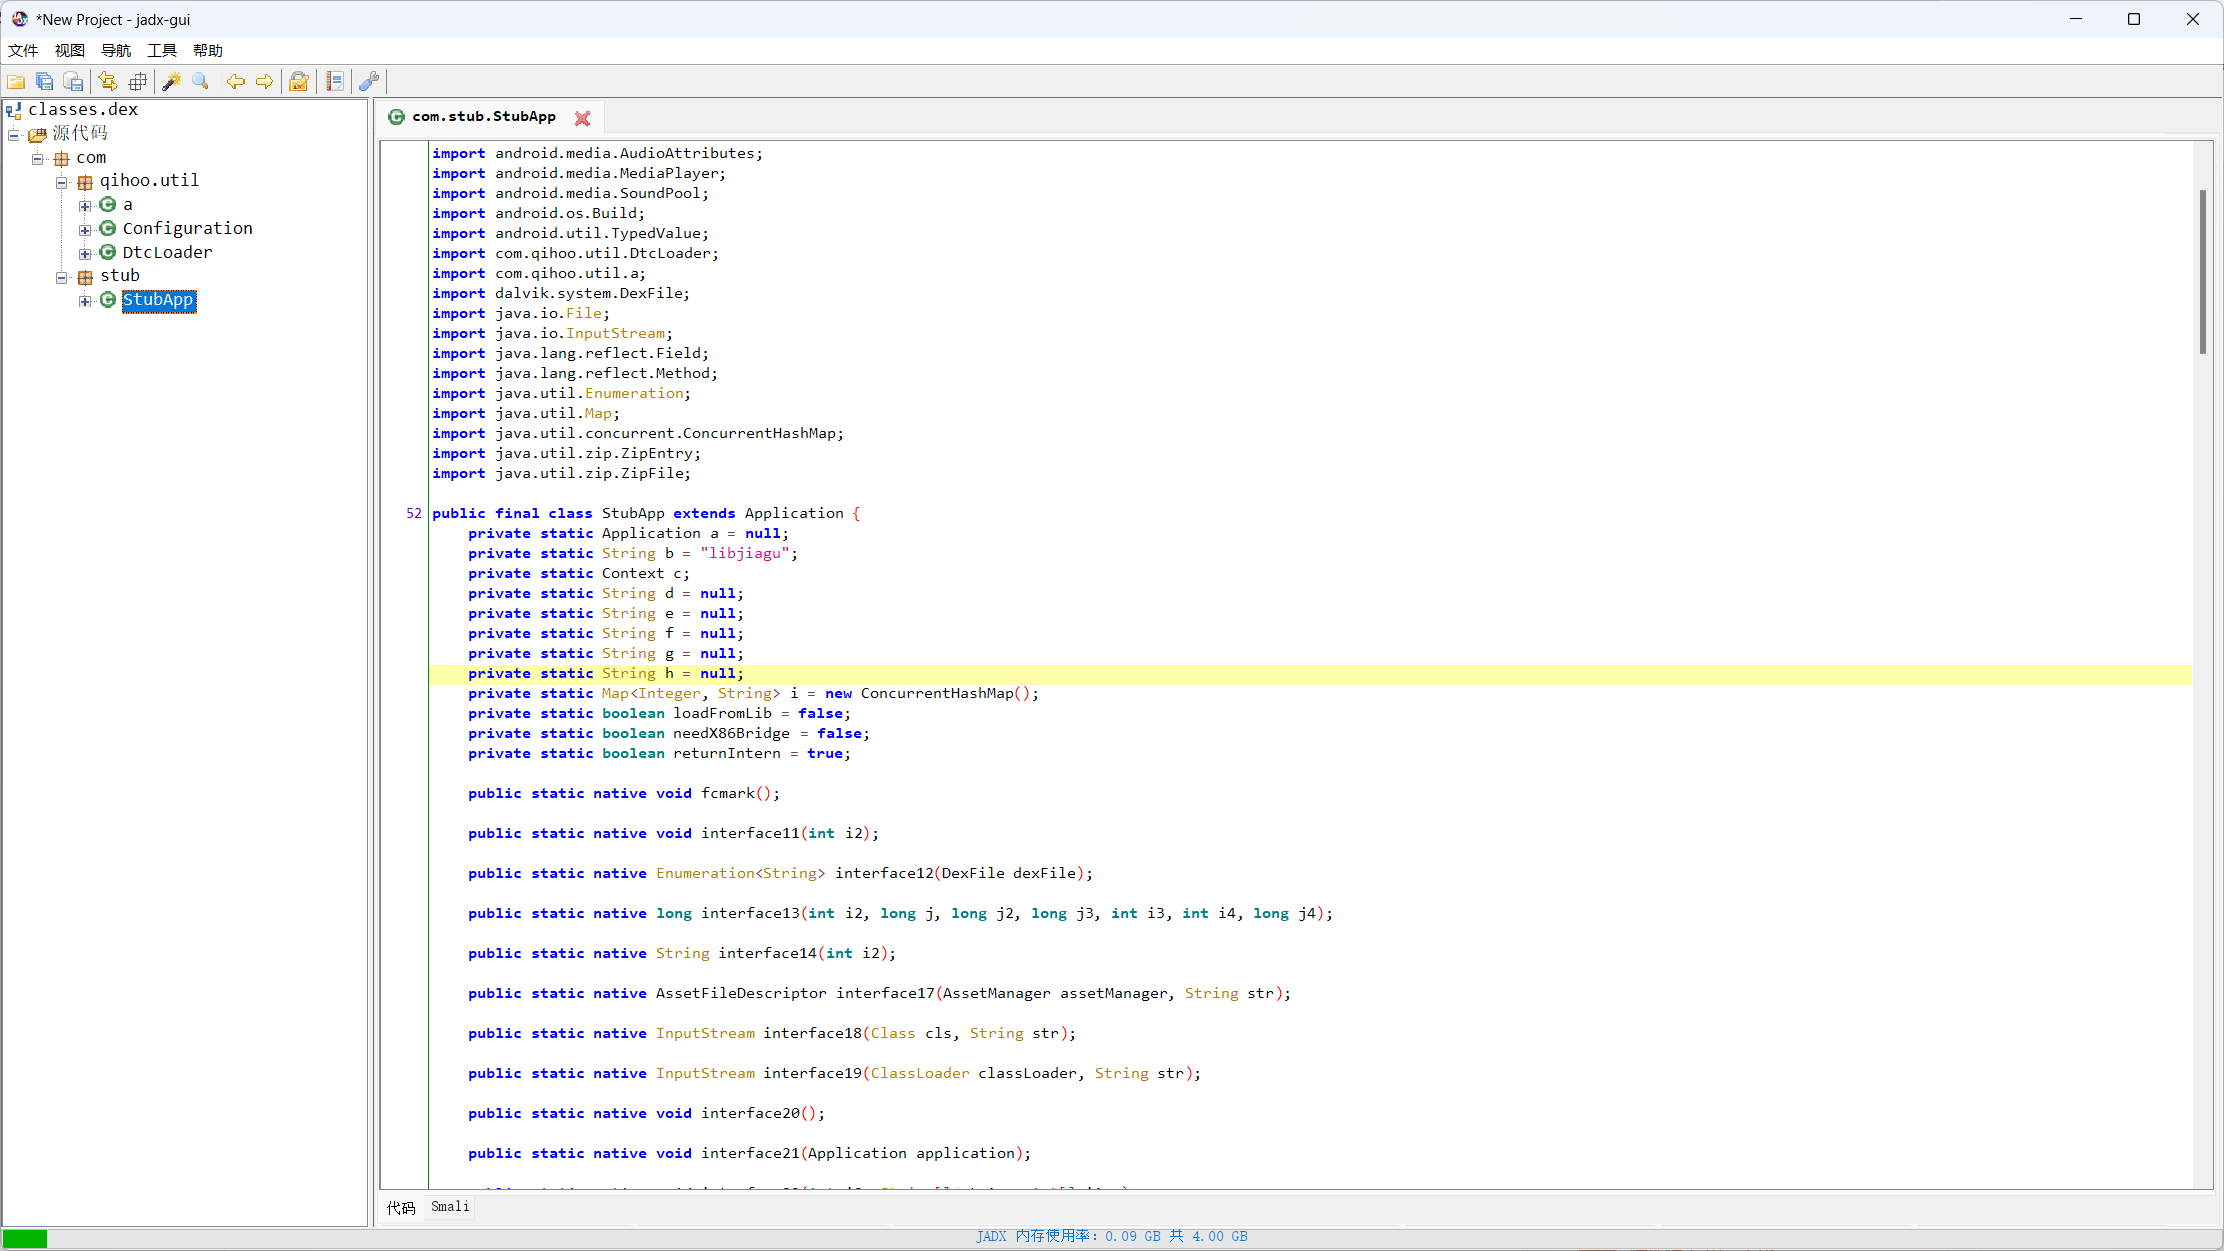 *New Project - jadx-gui
文件 视图 导航 工具 帮助
classes.dex
源代码
com
qihoo.util
a
Configuration
DtcLoader
stub
StubApp
com.stub.StubApp
import android.media.AudioAttributes;
import android.media.MediaPlayer;
import android.media.SoundPool;
import android.os.Build;
import android.util.TypedValue;
import com.qihoo.util.DtcLoader;
import com.qihoo.util.a;
import dalvik.system.DexFile;
import java.io.File;
import java.io.InputStream;
import java.lang.reflect.Field;
import java.lang.reflect.Method;
import java.util.Enumeration;
import java.util.Map;
import java.util.concurrent.ConcurrentHashMap;
import java.util.zip.ZipEntry;
import java.util.zip.ZipFile;
52 public final class StubApp extends Application {
private static Application a = null;
private static String b = "libjiagu";
private static Context c;
private static String d = null;
private static String e = null;
private static String f = null;
private static String g = null;
private static String h = null;
private static Map<Integer, String> i = new ConcurrentHashMap();
private static boolean loadFromLib = false;
private static boolean needX86Bridge = false;
private static boolean returnIntern = true;
public static native void fcmark();
public static native void interface11(int i2);
public static native Enumeration<String> interface12(DexFile dexFile);
public static native long interface13(int i2, long j, long j2, long j3, int i3, int i4, long j4);
public static native String interface14(int i2);
public static native AssetFileDescriptor interface17(AssetManager assetManager, String str);
public static native InputStream interface18(Class cls, String str);
public static native InputStream interface19(ClassLoader classLoader, String str);
public static native void interface20();
public static native void interface21(Application application);
代码 Smali
JADX 内存使用率: 0.09 GB 共 4.00 GB